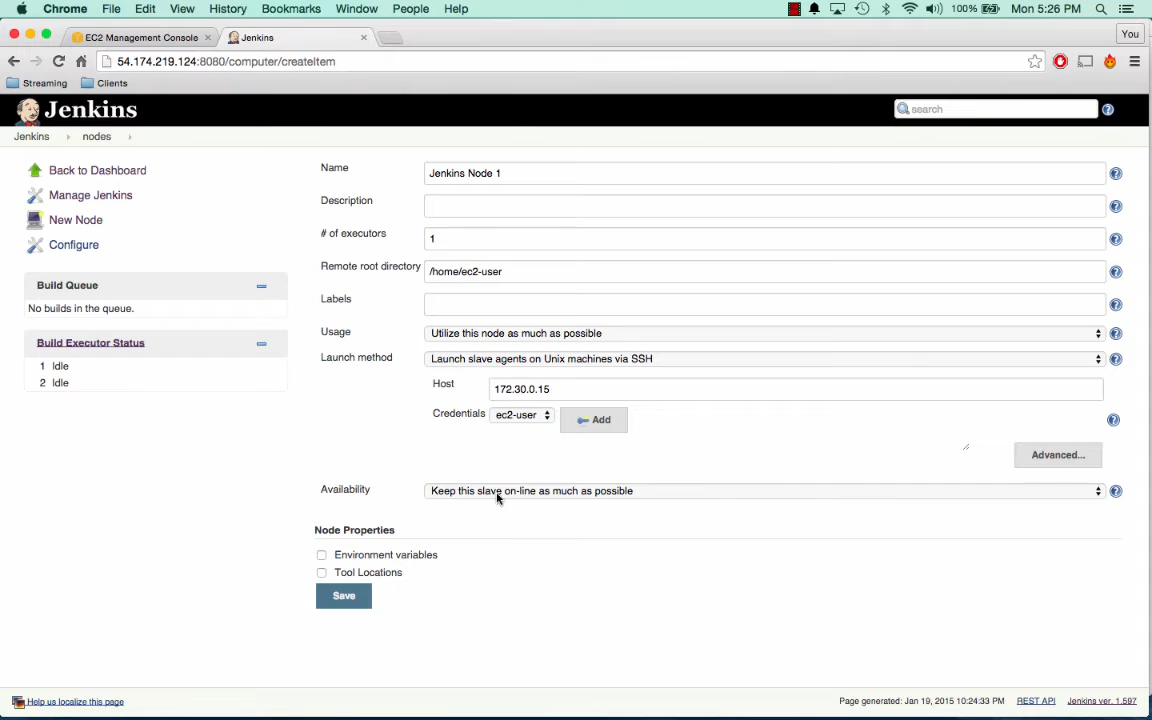 Chrome File Edit View History Bookmarks Window People Help 100% Mon 5:26 PM
EC2 Management Console × Jenkins × You
54.174.219.124:8080/computer/createItem
Streaming Clients
Jenkins search
Jenkins nodes
Back to Dashboard
Manage Jenkins
New Node
Configure
Build Queue
No builds in the queue.
Build Executor Status
1 Idle
2 Idle
Name Jenkins Node 1
Description
# of executors 1
Remote root directory /home/ec2-user
Labels
Usage Utilize this node as much as possible
Launch method Launch slave agents on Unix machines via SSH
Host 172.30.0.15
Credentials ec2-user Add
Advanced...
Availability Keep this slave on-line as much as possible
Node Properties
Environment variables
Tool Locations
Save
Help us localize this page Page generated: Jan 19, 2015 10:24:33 PM REST API Jenkins ver. 1.597